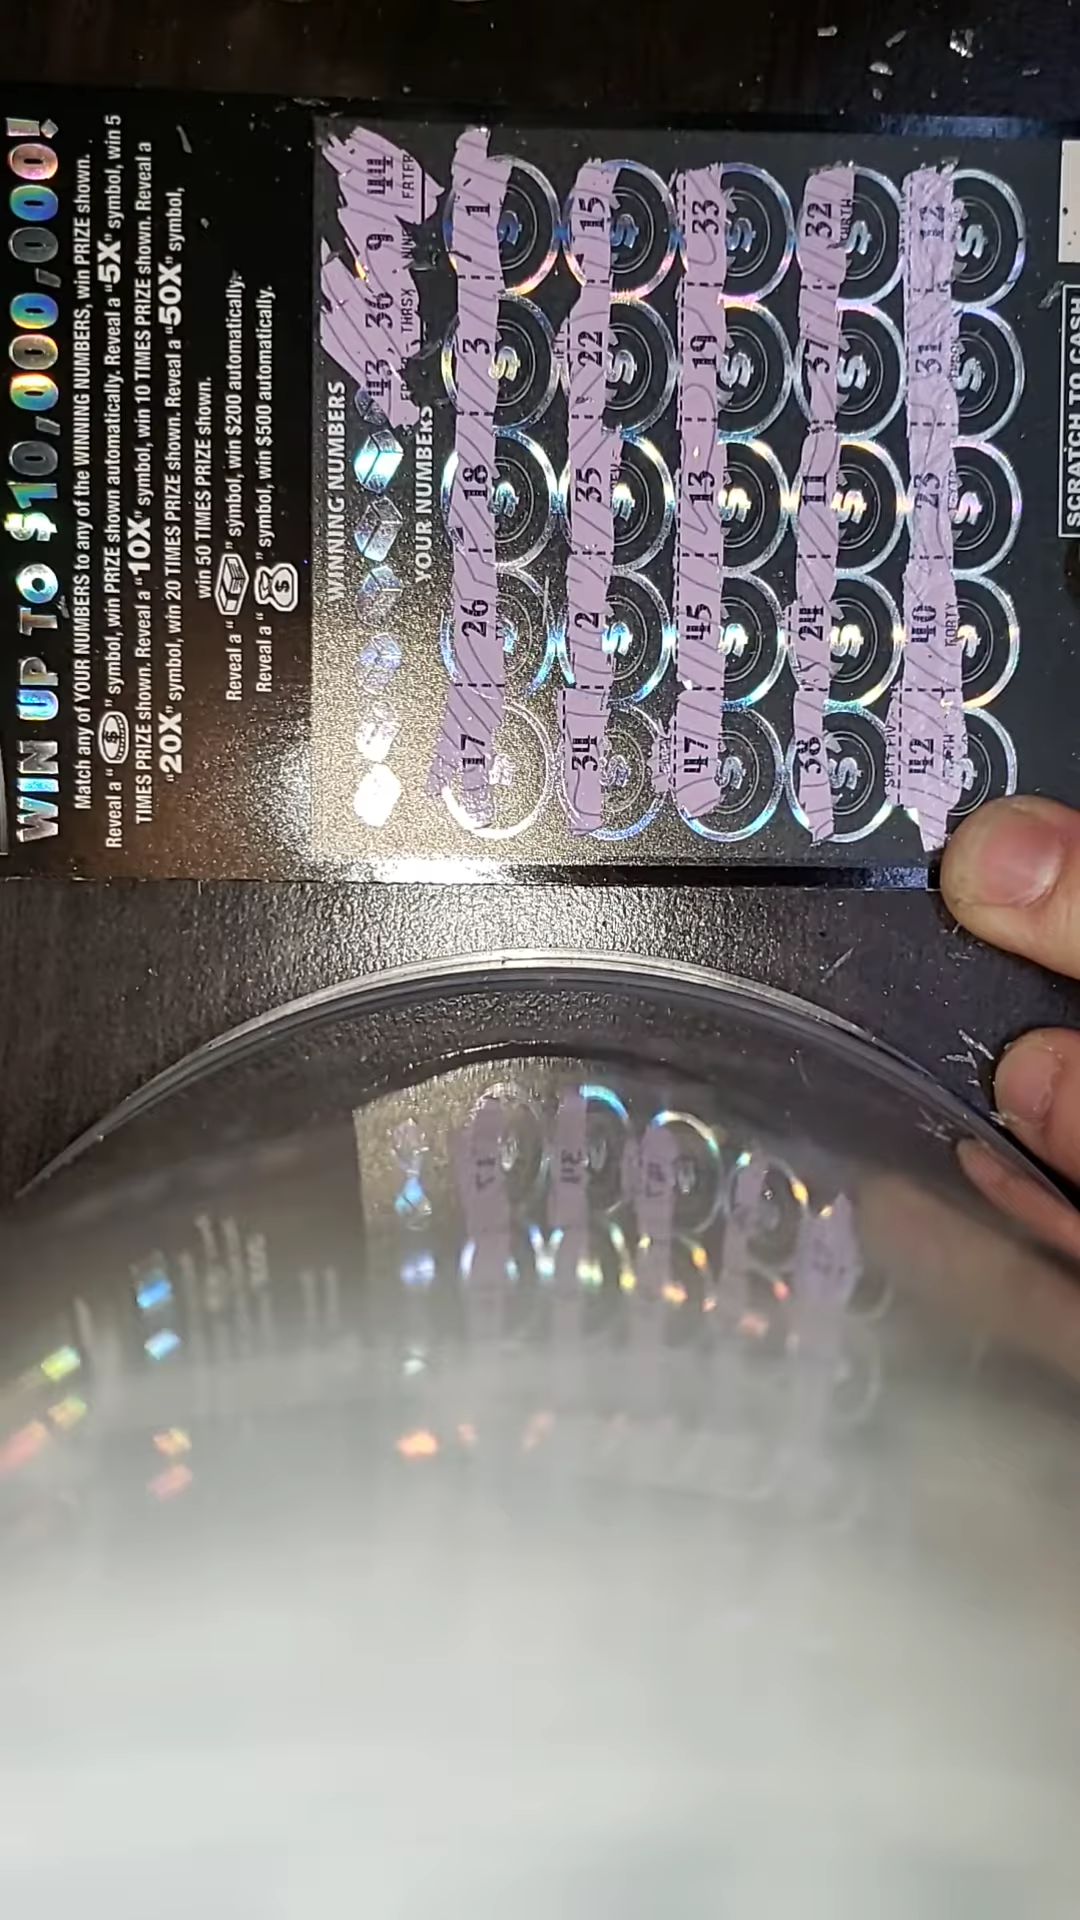 WIN UP TO $10,000,000!
Match any of YOUR NUMBERS to any of the WINNING NUMBERS, win PRIZE shown.
Reveal a "$" symbol, win PRIZE shown automatically. Reveal a "5X" symbol, win 5
TIMES PRIZE shown. Reveal a "10X" symbol, win 10 TIMES PRIZE shown. Reveal a
"20X" symbol, win 20 TIMES PRIZE shown. Reveal a "50X" symbol,
win 50 TIMES PRIZE shown.
Reveal a " " symbol, win $200 automatically.
Reveal a "$" symbol, win $500 automatically.
WINNING NUMBERS
43 36 9 44
THRSX NINE FRTFR
YOUR NUMBERS
17 26 18 3 1
34 2 35 22 15
47 45 13 19 33
38 24 11 37 32
42 40 23 31 12
FORTY
SCRATCH TO CASH